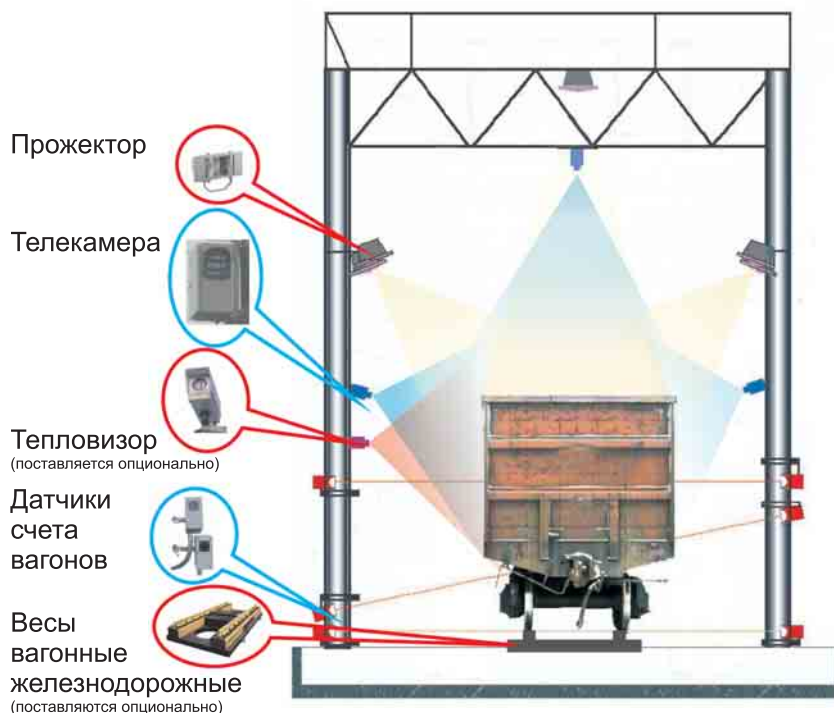 Прожектор
Телекамера
Тепловизор
(поставляется опционально)
Датчики
счета
вагонов
Весы
вагонные
железнодорожные
(поставляются опционально)